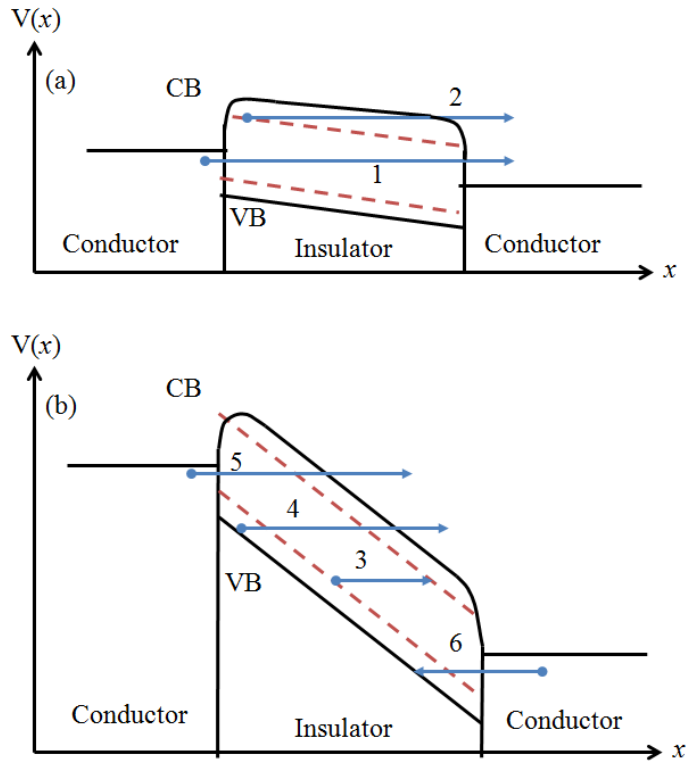 V(x)
(a)
CB
2
1
VB
Conductor
Insulator
Conductor
x
V(x)
(b)
CB
5
4
3
VB
6
Conductor
Insulator
Conductor
x